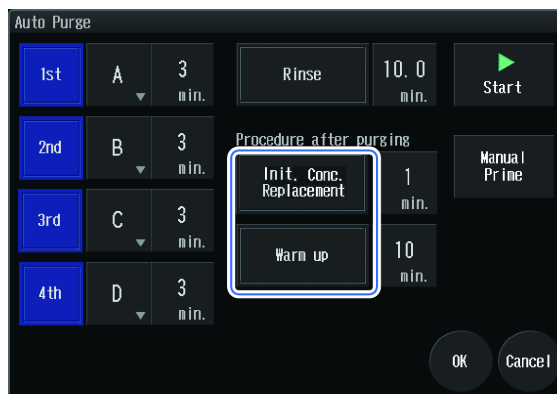 Auto Purge
1st
A
3
min.
Rinse
10. 0
min.
Start
2nd
B
3
min.
Procedure after purging
Init. Conc.
Replacement
1
min.
Manual
Prime
3rd
C
3
min.
Warm up
10
min.
4th
D
3
min.
OK
Cancel